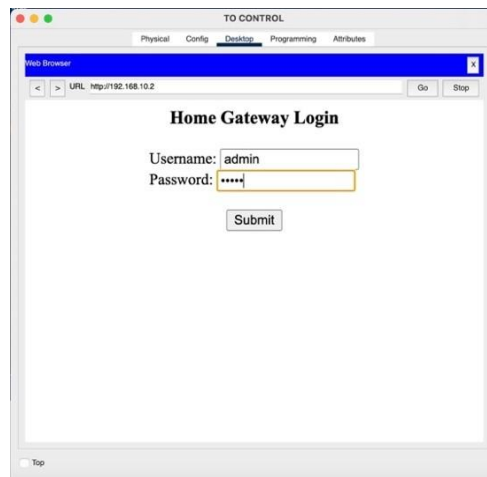 TO CONTROL
Physical Config Desktop Programming Attributes
Web Browser X
< > URL http://192.168.10.2 Go Stop
Home Gateway Login
Username: admin
Password: •••••
Submit
Top